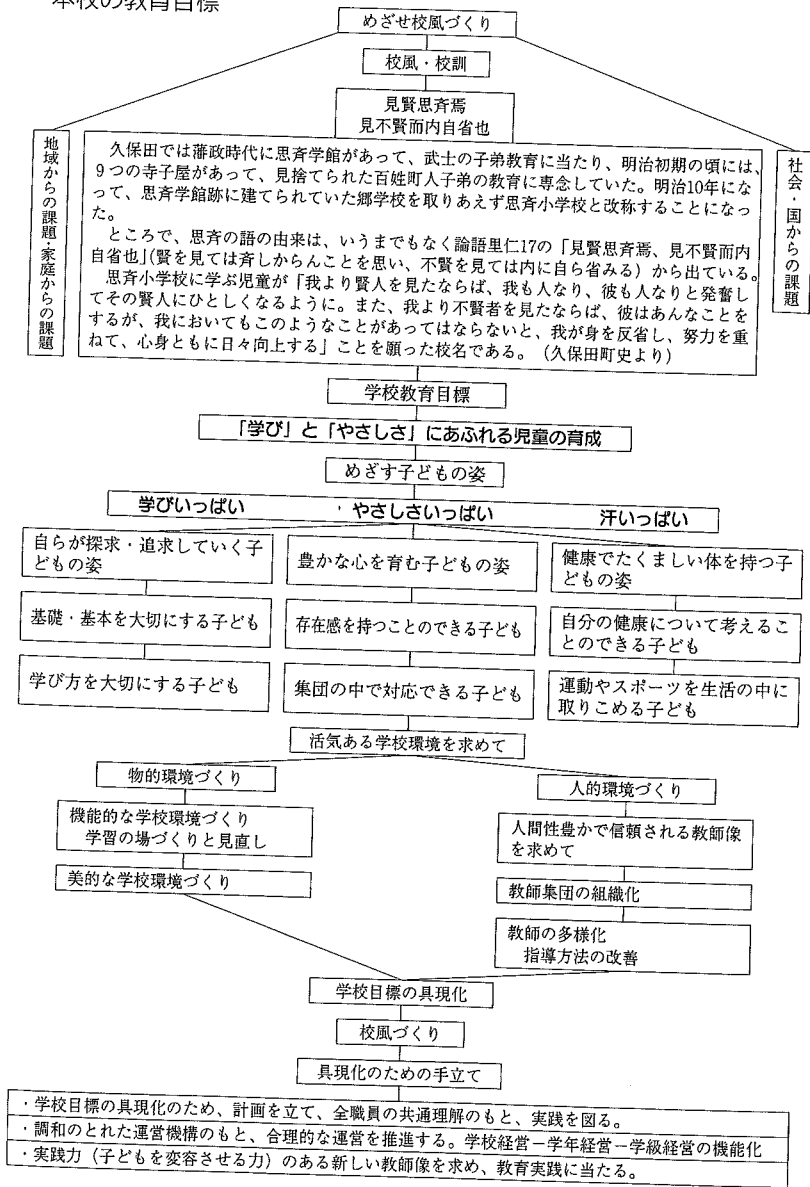 本校の教育目標
めざせ校風づくり
校風・校訓
見賢思斉焉
見不賢而内自省也
地域からの課題・家庭からの課題
久保田では藩政時代に思斉学館があって、武士の子弟教育に当たり、明治初期の頃には、
9つの寺子屋があって、見捨てられた百姓町人子弟の教育に専念していた。明治10年にな
って、思斉学館跡に建てられていた郷学校を取りあえず思斉小学校と改称することになっ
た。
ところで、思斉の語の由来は、いうまでもなく論語里仁17の「見賢思斉焉、見不賢而内
自省也」(賢を見ては斉しからんことを思い、不賢を見ては内に自ら省みる)から出ている。
思斉小学校に学ぶ児童が「我より賢人を見たならば、我も人なり、彼も人なりと発奮し
てその賢人にひとしくなるように。また、我より不賢者を見たならば、彼はあんなことを
するが、我においてもこのようなことがあってはならないと、我が身を反省し、努力を重
ねて、心身ともに日々向上する」ことを願った校名である。(久保田町史より)
社会・国からの課題
学校教育目標
「学び」と「やさしさ」にあふれる児童の育成
めざす子どもの姿
学びいっぱい ・やさしさいっぱい 汗いっぱい
自らが探求・追求していく子
どもの姿
豊かな心を育む子どもの姿
健康でたくましい体を持つ子
どもの姿
基礎・基本を大切にする子ども
存在感を持つことのできる子ども
自分の健康について考えるこ
とのできる子ども
学び方を大切にする子ども
集団の中で対応できる子ども
運動やスポーツを生活の中に
取りこめる子ども
活気ある学校環境を求めて
物的環境づくり
人的環境づくり
機能的な学校環境づくり
学習の場づくりと見直し
人間性豊かで信頼される教師像
を求めて
美的な学校環境づくり
教師集団の組織化
教師の多様化
指導方法の改善
学校目標の具現化
校風づくり
具現化のための手立て
・学校目標の具現化のため、計画を立て、全職員の共通理解のもと、実践を図る。
・調和のとれた運営機構のもと、合理的な運営を推進する。学校経営−学年経営−学級経営の機能化
・実践力(子どもを変容させる力)のある新しい教師像を求め、教育実践に当たる。